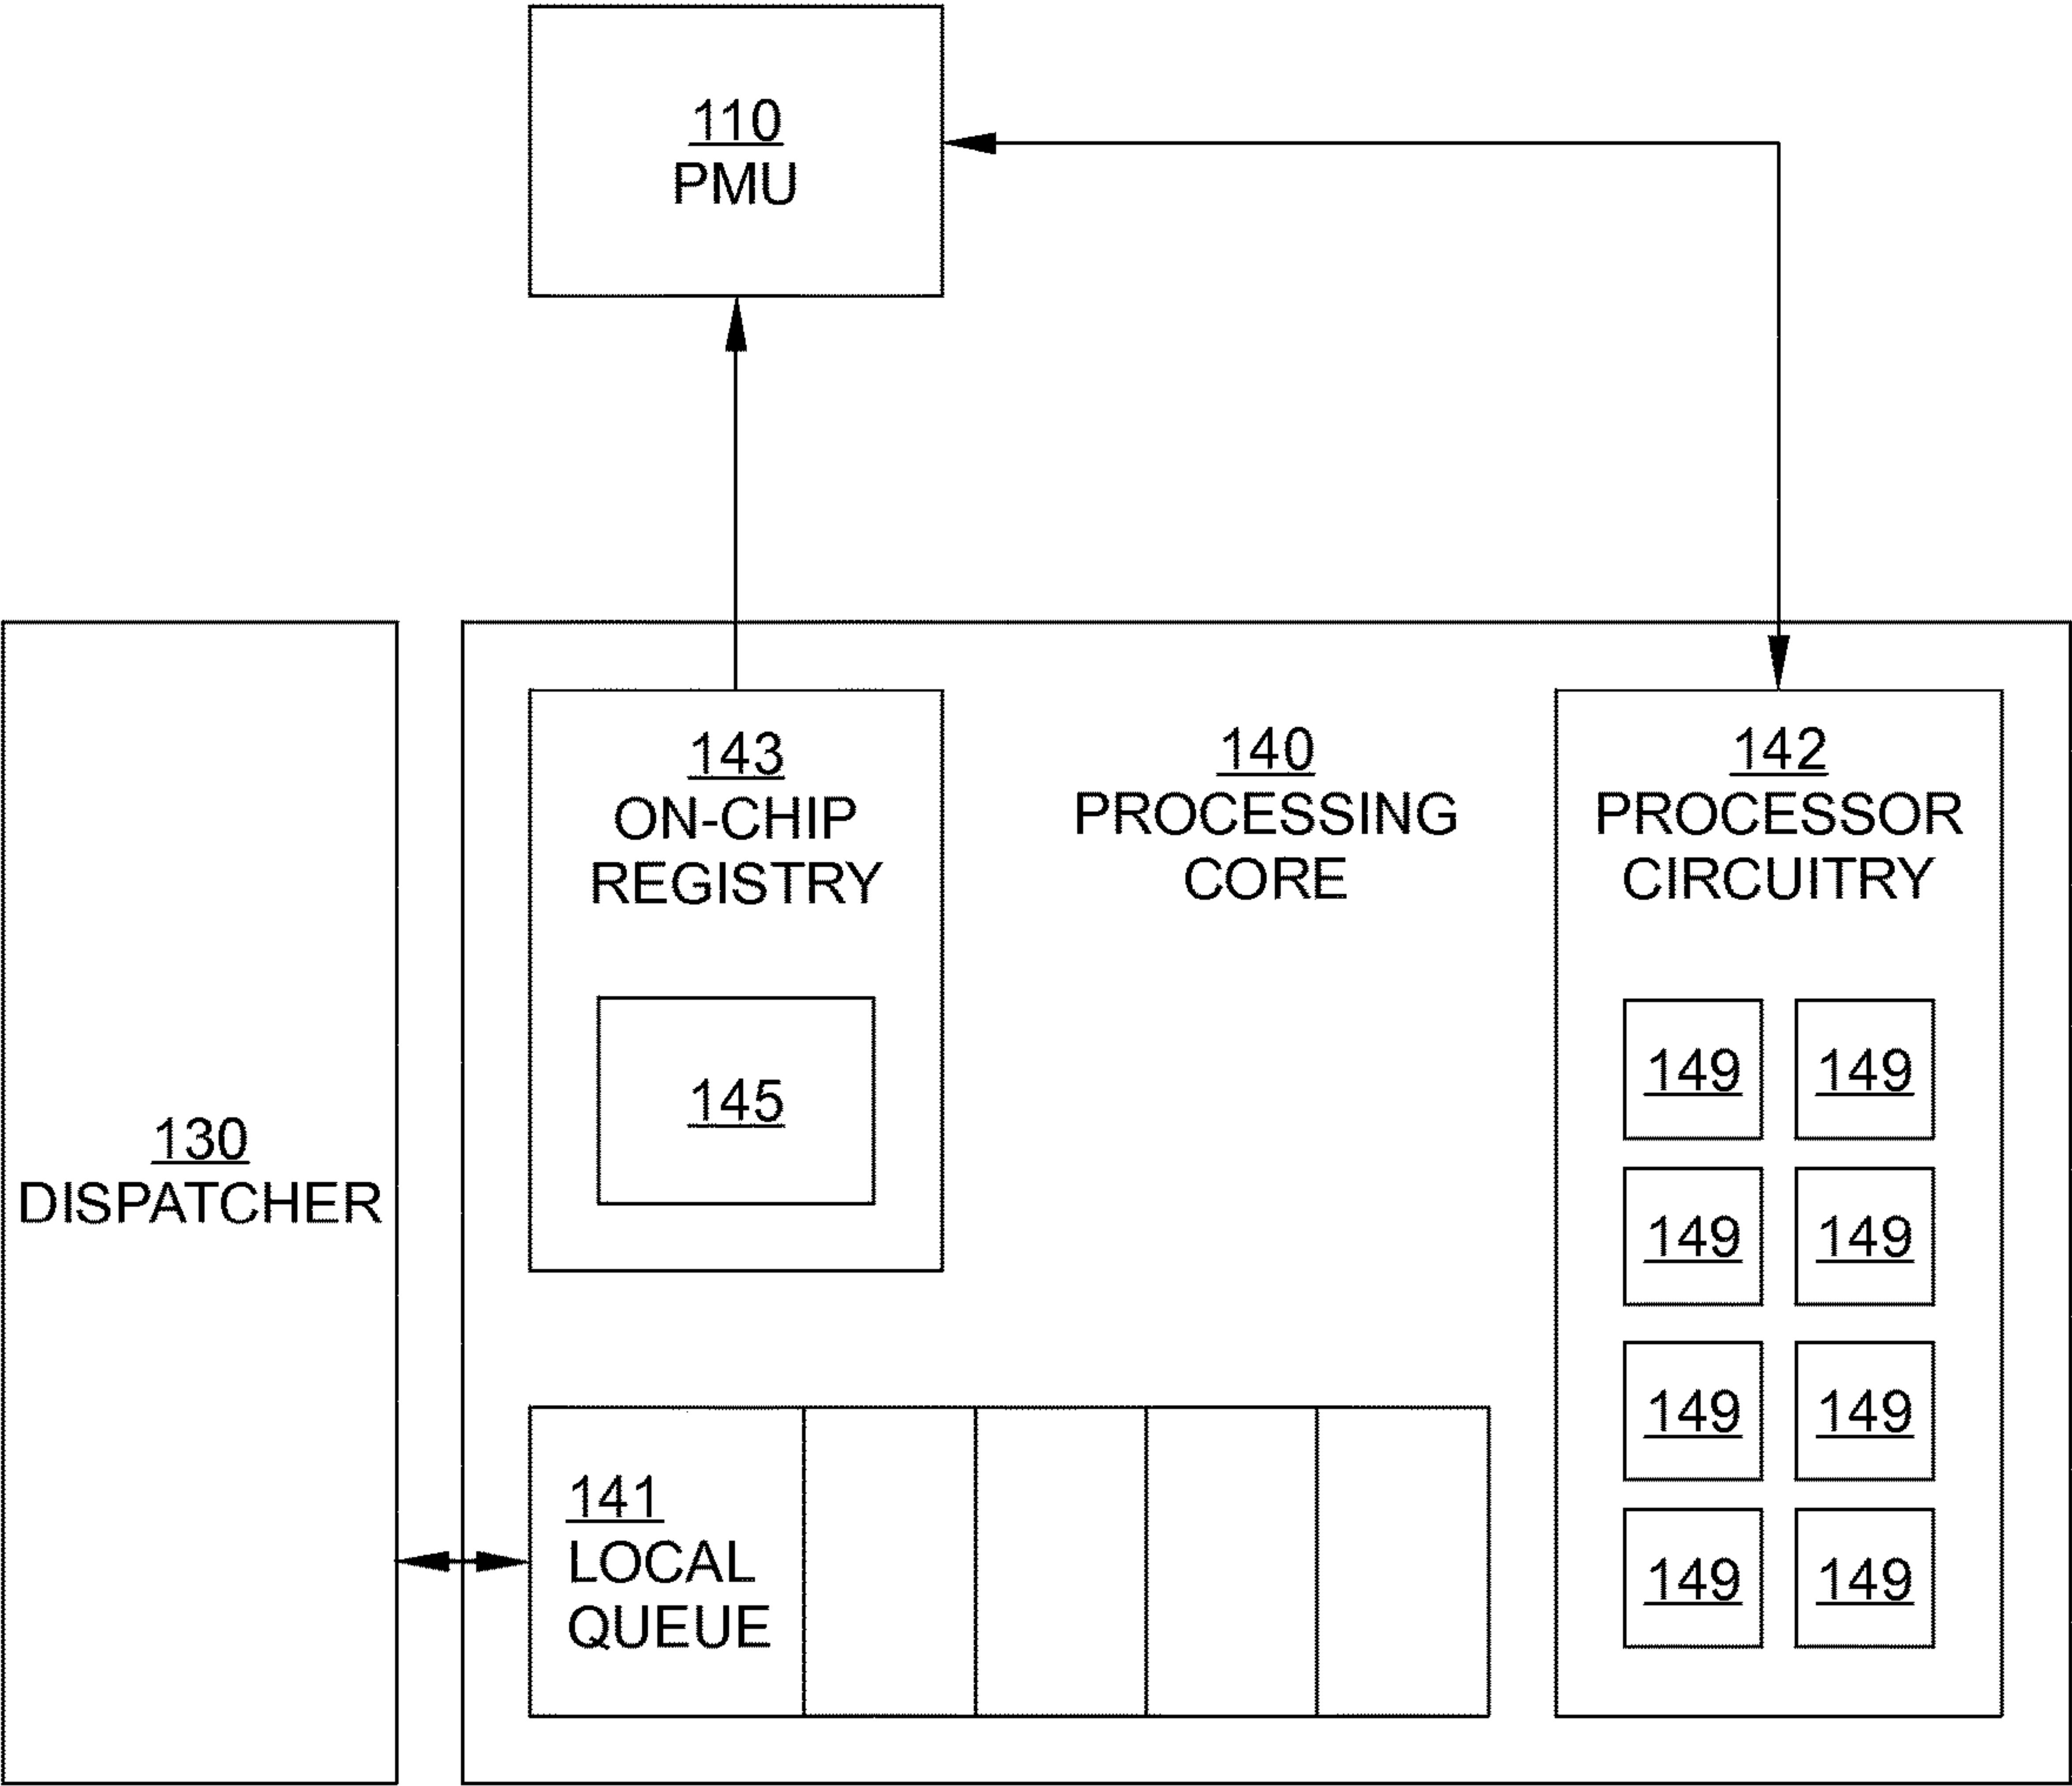 110
PMU
143
ON-CHIP
REGISTRY
140
PROCESSING
CORE
142
PROCESSOR
CIRCUITRY
145
130
DISPATCHER
149 149
149 149
149 149
149 149
141
LOCAL
QUEUE